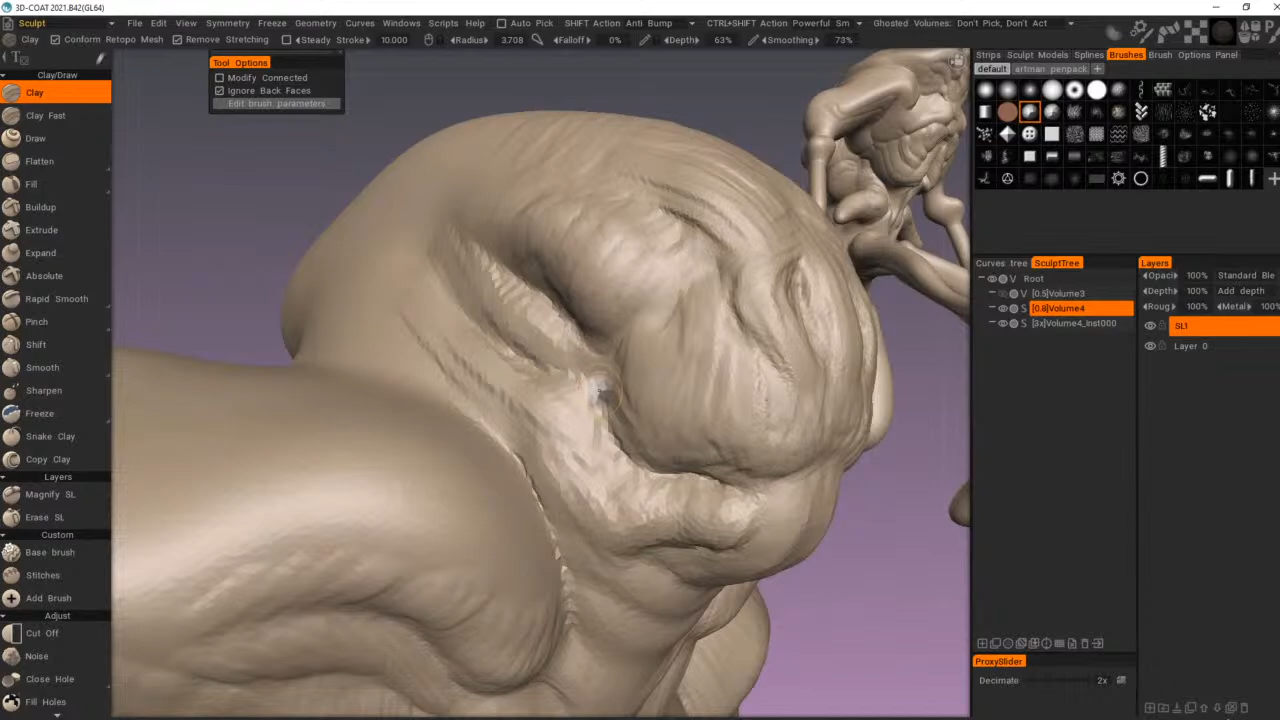 3D-COAT 2021.B42(GL64)
Sculpt File Edit View Symmetry Freeze Geometry Curves Windows Scripts Help Auto Pick SHIFT Action Anti Bump CTRL+SHIFT Action Powerful Sm Ghosted Volumes: Don't Pick, Don't Act
Clay Conform Retopo Mesh Remove Stretching Steady Stroke 10.000 Radius 3.708 Falloff 0% Depth 63% Smoothing 73%
Tool Options
Modify Connected
Ignore Back Faces
Edit brush parameters
Clay/Draw
Clay
Clay Fast
Draw
Flatten
Fill
Buildup
Extrude
Expand
Absolute
Rapid Smooth
Pinch
Shift
Smooth
Sharpen
Freeze
Snake Clay
Copy Clay
Layers
Magnify SL
Erase SL
Custom
Base brush
Stitches
Add Brush
Adjust
Cut Off
Noise
Close Hole
Fill Holes
Strips Sculpt Models Splines Brushes Brush Options Panel
default artman penpack +
Curves tree SculptTree
Root
V [0.5]Volume3
S [0.8]Volume4
S [3x]Volume4_Inst000
Layers
Opaci 100% Standard Ble
Depth 100% Add depth
Roug 100% Metal 100%
SL1
Layer 0
ProxySlider
Decimate 2x